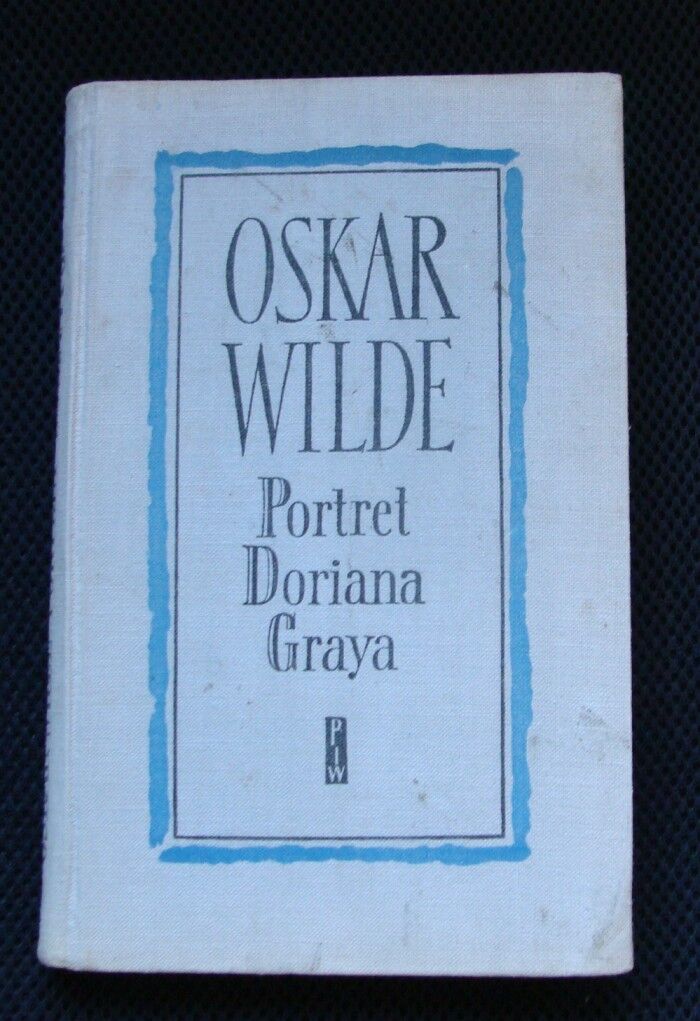 OSKAR
WILDE
Portret
Doriana
Graya
PIW